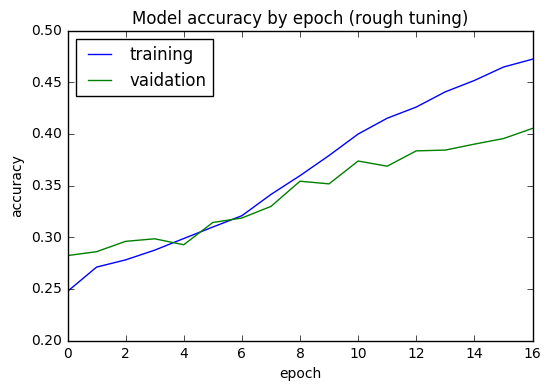 Model accuracy by epoch (rough tuning)
0.50
training
vaidation
0.45
0.40
0.35
accuracy
0.30
0.25
0.20
0 2 4 6 8 10 12 14 16
epoch